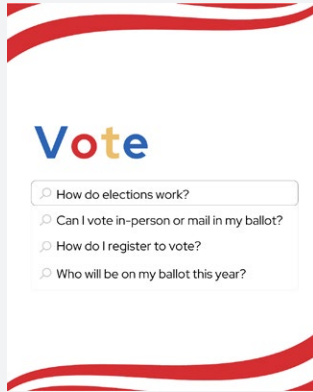 Vote
How do elections work?
Can I vote in-person or mail in my ballot?
How do I register to vote?
Who will be on my ballot this year?